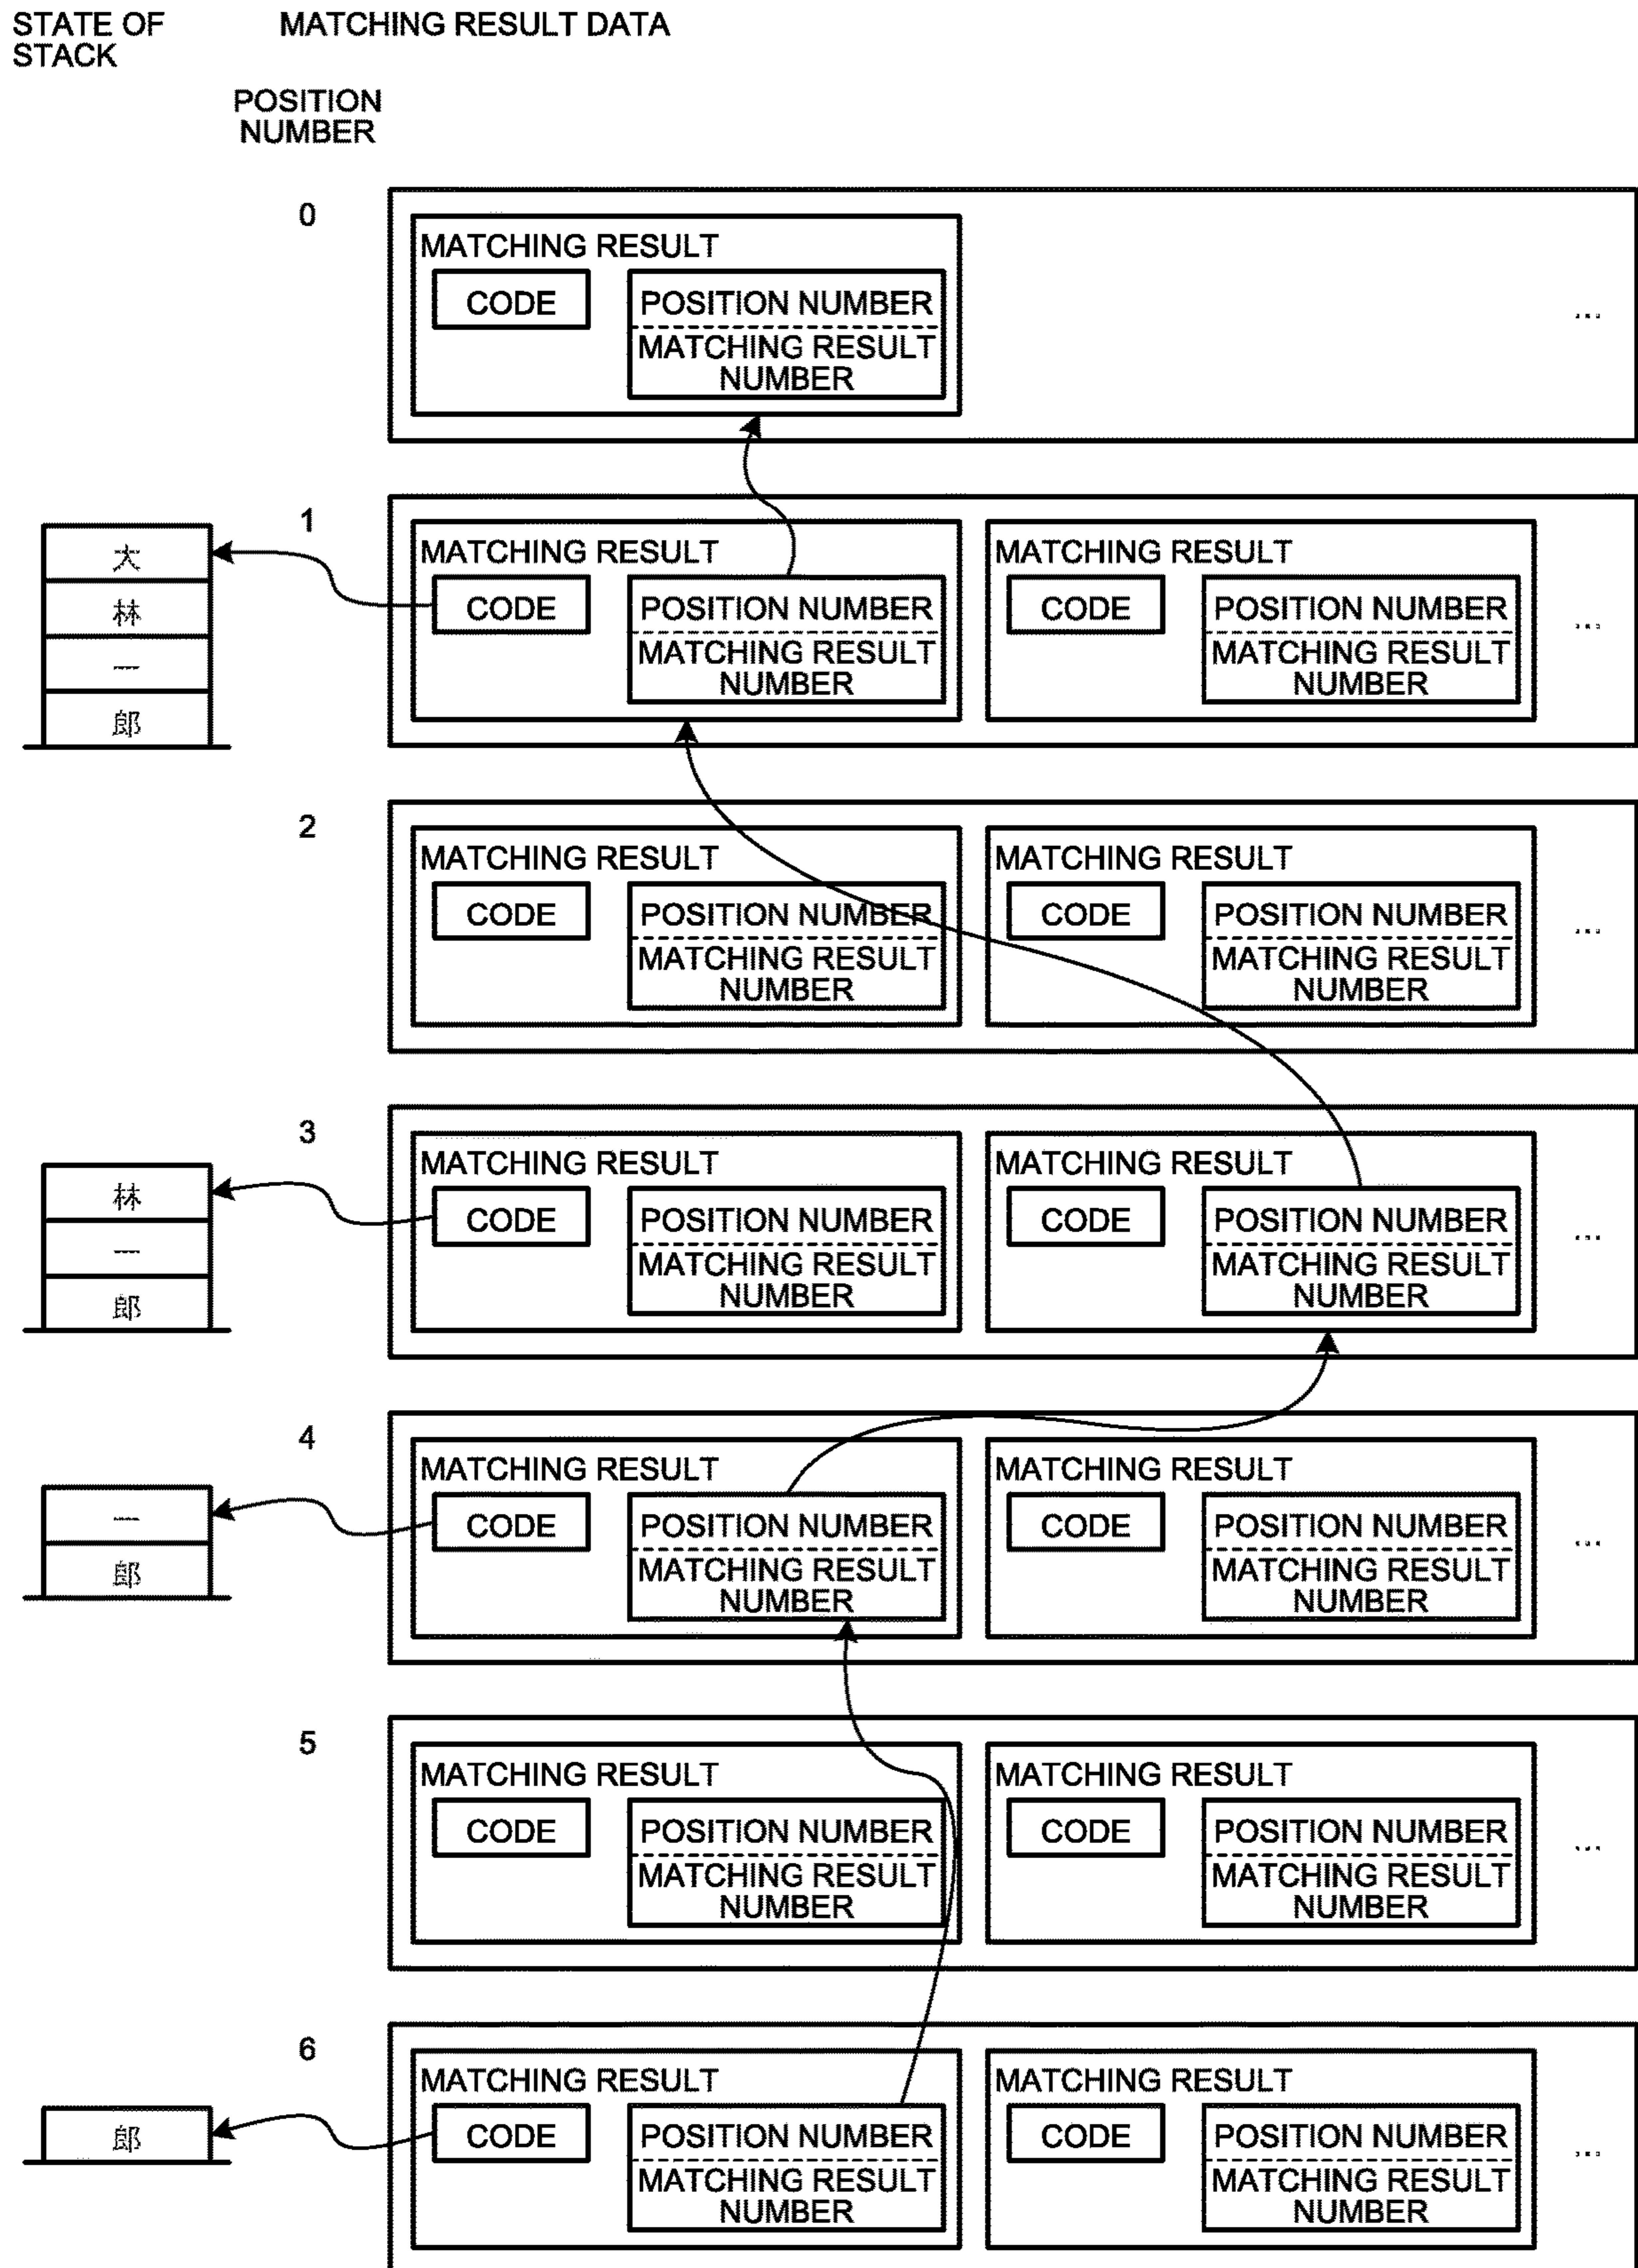 STATE OF
STACK
MATCHING RESULT DATA
POSITION
NUMBER
0
MATCHING RESULT
CODE
POSITION NUMBER
MATCHING RESULT
NUMBER
...
1
大
林
一
郎
MATCHING RESULT
CODE
POSITION NUMBER
MATCHING RESULT
NUMBER
MATCHING RESULT
CODE
POSITION NUMBER
MATCHING RESULT
NUMBER
...
2
MATCHING RESULT
CODE
POSITION NUMBER
MATCHING RESULT
NUMBER
MATCHING RESULT
CODE
POSITION NUMBER
MATCHING RESULT
NUMBER
...
3
林
一
郎
MATCHING RESULT
CODE
POSITION NUMBER
MATCHING RESULT
NUMBER
MATCHING RESULT
CODE
POSITION NUMBER
MATCHING RESULT
NUMBER
...
4
一
郎
MATCHING RESULT
CODE
POSITION NUMBER
MATCHING RESULT
NUMBER
MATCHING RESULT
CODE
POSITION NUMBER
MATCHING RESULT
NUMBER
...
5
MATCHING RESULT
CODE
POSITION NUMBER
MATCHING RESULT
NUMBER
MATCHING RESULT
CODE
POSITION NUMBER
MATCHING RESULT
NUMBER
...
6
郎
MATCHING RESULT
CODE
POSITION NUMBER
MATCHING RESULT
NUMBER
MATCHING RESULT
CODE
POSITION NUMBER
MATCHING RESULT
NUMBER
...